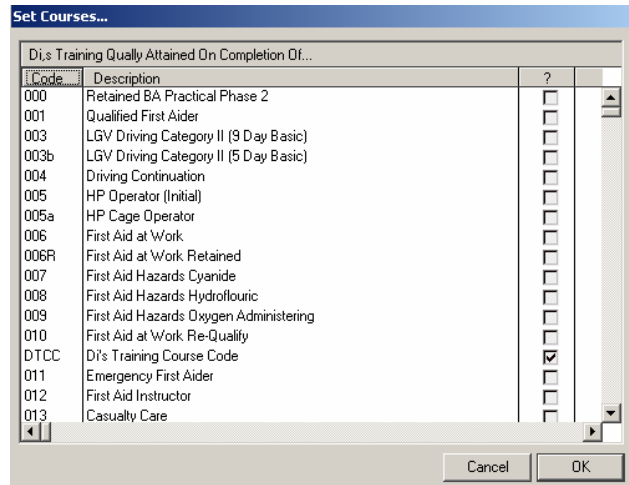 Set Courses...
Di,s Training Qually Attained On Completion Of...
Code Description ?
000 Retained BA Practical Phase 2
001 Qualified First Aider
003 LGV Driving Category II (9 Day Basic)
003b LGV Driving Category II (5 Day Basic)
004 Driving Continuation
005 HP Operator (Initial)
005a HP Cage Operator
006 First Aid at Work
006R First Aid at Work Retained
007 First Aid Hazards Cyanide
008 First Aid Hazards Hydroflouric
009 First Aid Hazards Oxygen Administering
010 First Aid at Work Re-Qualify
DTCC Di's Training Course Code
011 Emergency First Aider
012 First Aid Instructor
013 Casualty Care
Cancel OK